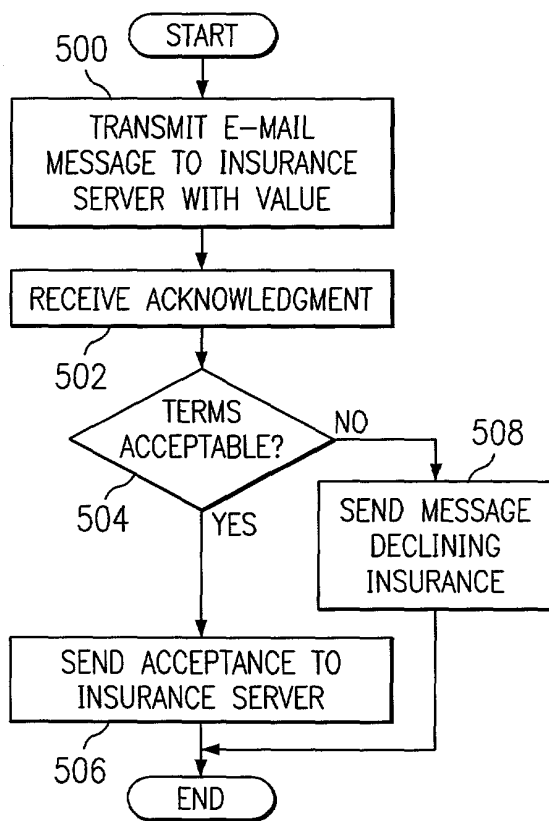 START
500
TRANSMIT E-MAIL
MESSAGE TO INSURANCE
SERVER WITH VALUE
RECEIVE ACKNOWLEDGMENT
502
TERMS
ACCEPTABLE?
NO
504
YES
508
SEND MESSAGE
DECLINING
INSURANCE
SEND ACCEPTANCE TO
INSURANCE SERVER
506
END